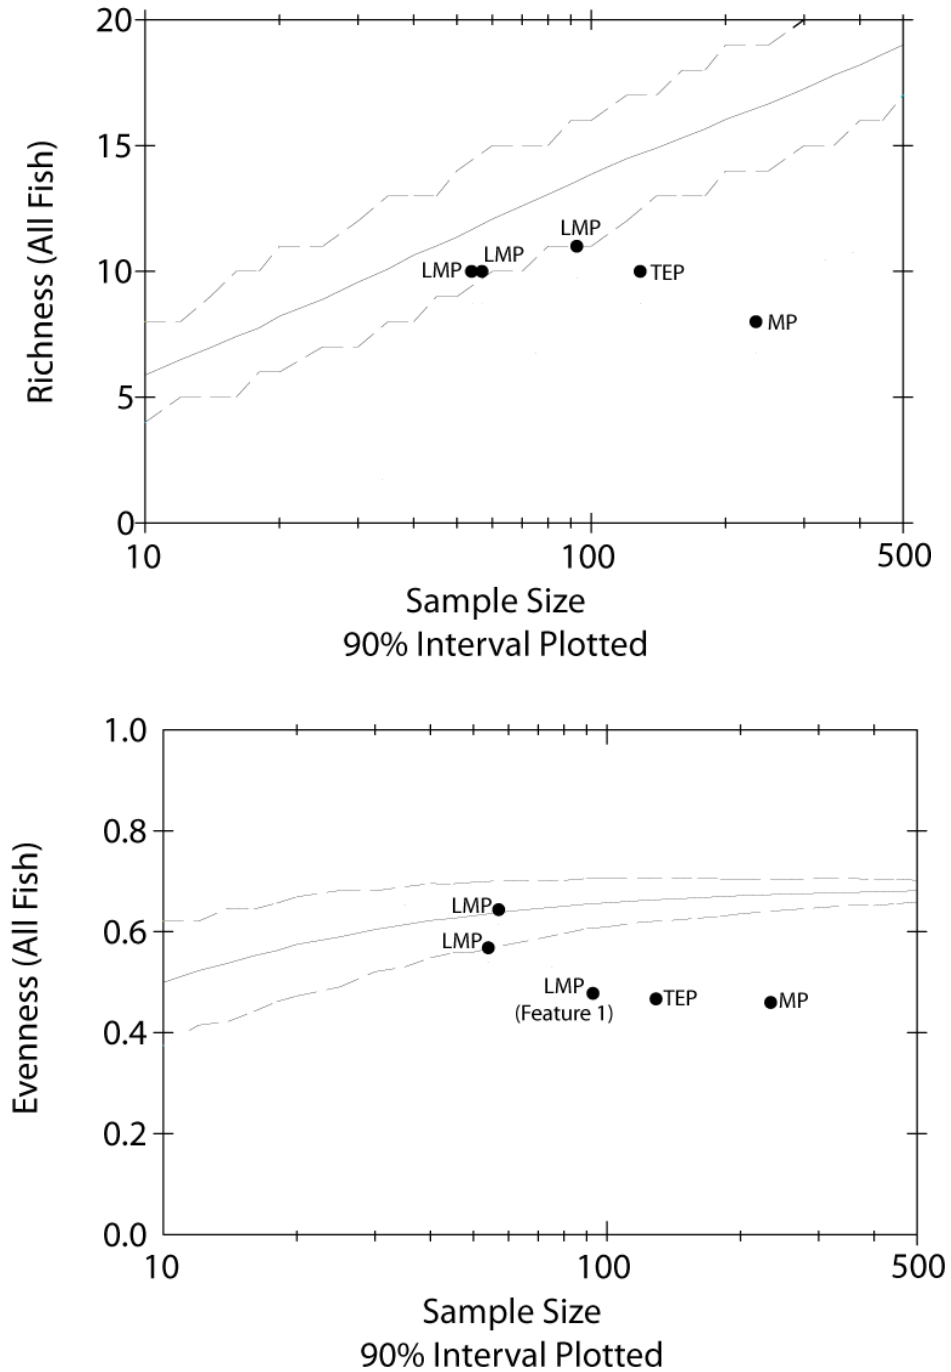 20
15
10
5
0
Richness (All Fish)
LMP
LMP
LMP
TEP
MP
10
100
500
Sample Size
90% Interval Plotted
1.0
0.8
0.6
0.4
0.2
0.0
Evenness (All Fish)
LMP
LMP
LMP
(Feature 1)
TEP
MP
10
100
500
Sample Size
90% Interval Plotted